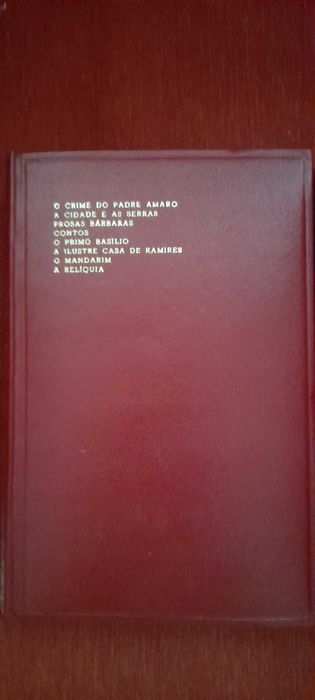 O CRIME DO PADRE AMARO
A CIDADE E AS SERRAS
PROSAS BÁRBARAS
CONTOS
O PRIMO BASÍLIO
A ILUSTRE CASA DE RAMIRES
O MANDARIM
A RELÍQUIA